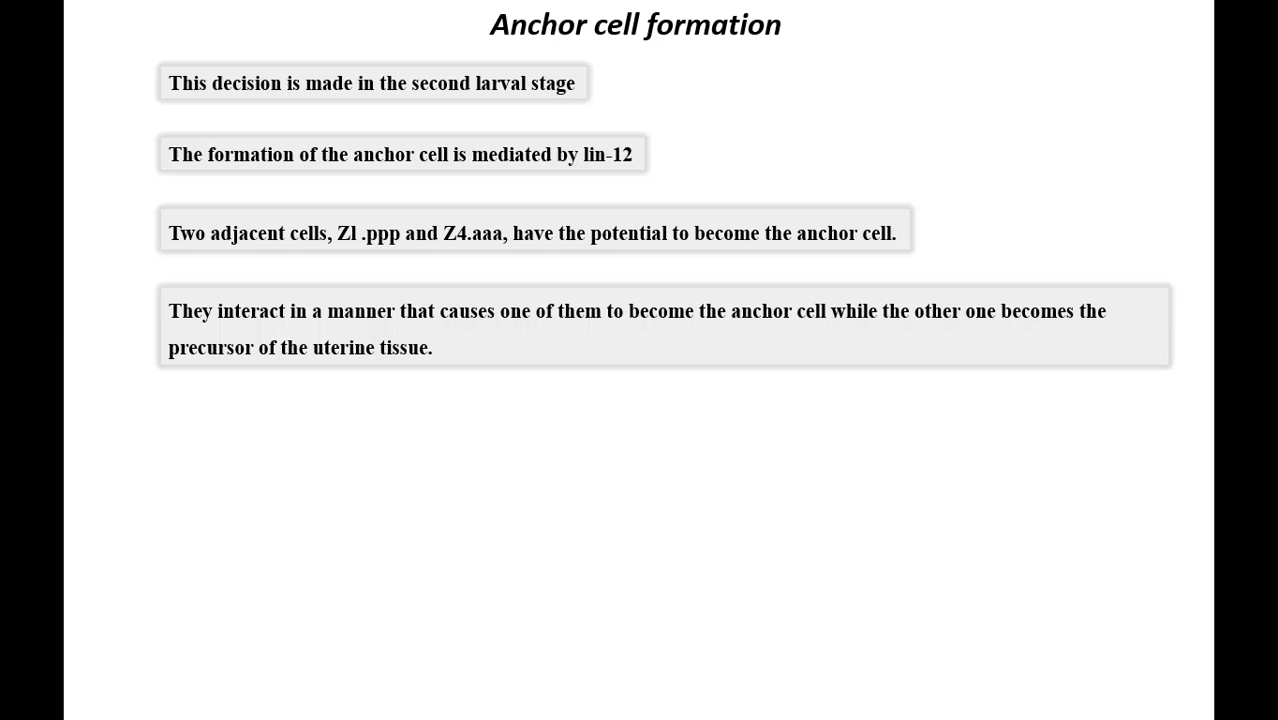 Anchor cell formation
This decision is made in the second larval stage
The formation of the anchor cell is mediated by lin-12
Two adjacent cells, Zl .ppp and Z4.aaa, have the potential to become the anchor cell.
They interact in a manner that causes one of them to become the anchor cell while the other one becomes the
precursor of the uterine tissue.